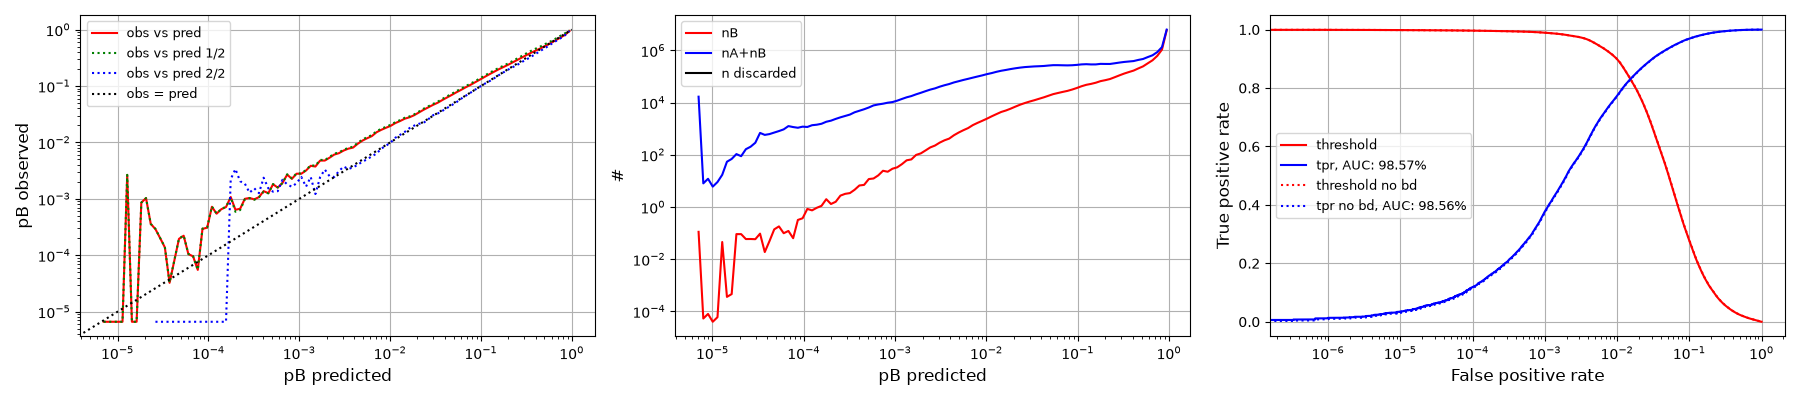 pB observed
10⁰
10⁻¹
10⁻²
10⁻³
10⁻⁴
10⁻⁵
obs vs pred
obs vs pred 1/2
obs vs pred 2/2
obs = pred
10⁻⁵ 10⁻⁴ 10⁻³ 10⁻² 10⁻¹ 10⁰
pB predicted
#
10⁶
10⁴
10²
10⁰
10⁻²
10⁻⁴
nB
nA+nB
n discarded
10⁻⁵ 10⁻⁴ 10⁻³ 10⁻² 10⁻¹ 10⁰
pB predicted
True positive rate
1.0
0.8
0.6
0.4
0.2
0.0
threshold
tpr, AUC: 98.57%
threshold no bd
tpr no bd, AUC: 98.56%
10⁻⁶ 10⁻⁵ 10⁻⁴ 10⁻³ 10⁻² 10⁻¹ 10⁰
False positive rate